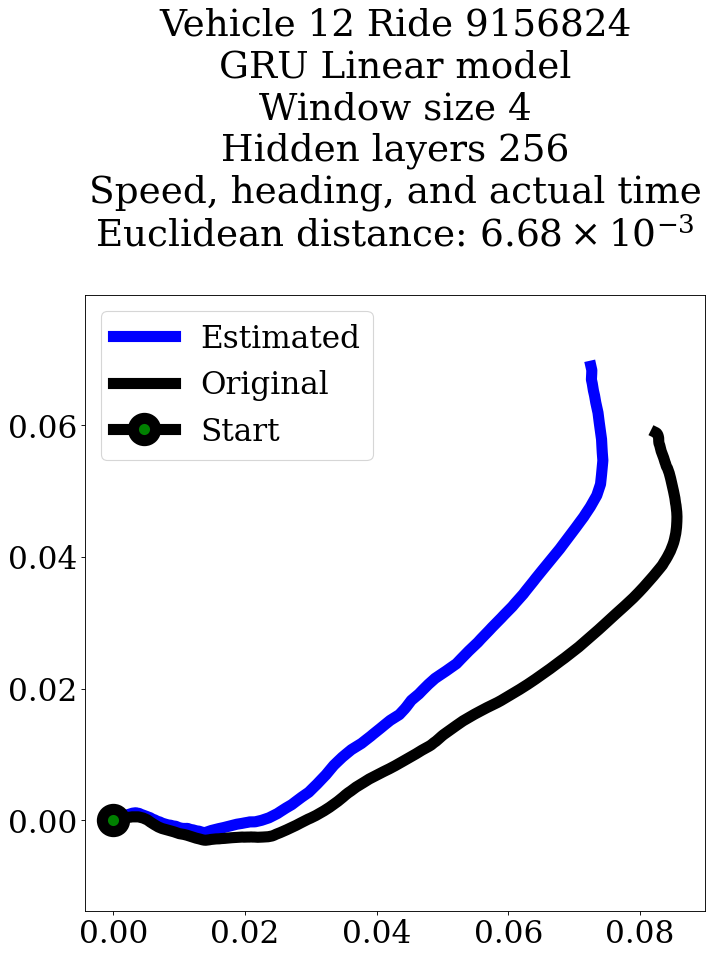 Vehicle 12 Ride 9156824
GRU Linear model
Window size 4
Hidden layers 256
Speed, heading, and actual time
Euclidean distance: 6.68 × 10⁻³
Estimated
Original
Start
0.06
0.04
0.02
0.00
0.00 0.02 0.04 0.06 0.08